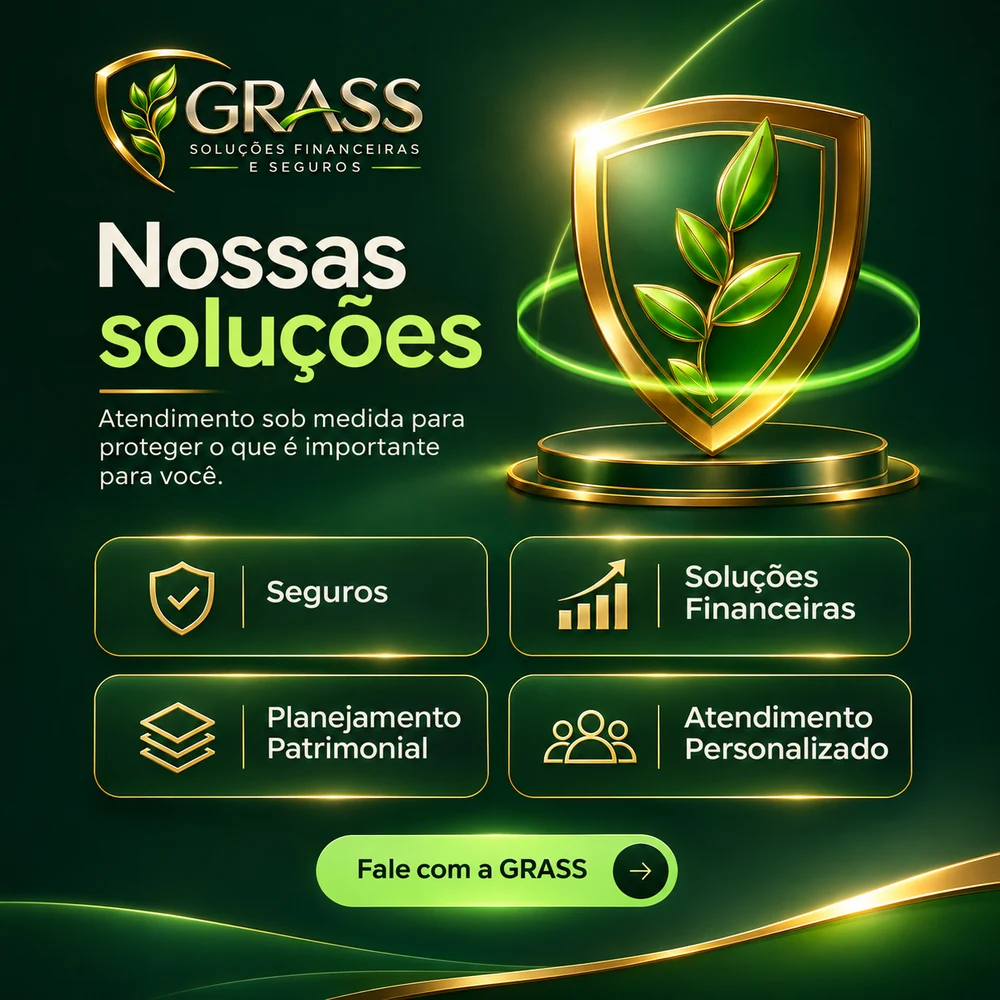 GRASS
SOLUÇÕES FINANCEIRAS
E SEGUROS
Nossas
soluções
Atendimento sob medida para
proteger o que é importante
para você.
Seguros
Soluções
Financeiras
Planejamento
Patrimonial
Atendimento
Personalizado
Fale com a GRASS